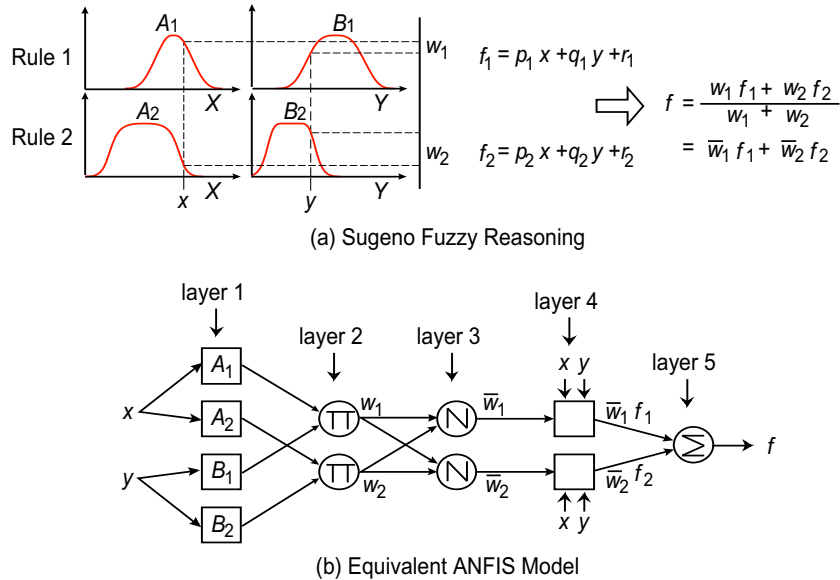 Rule 1
A₁
X
B₁
Y
w₁
f₁ = p₁ x + q₁ y + r₁
Rule 2
A₂
X
x
B₂
Y
y
w₂
f₂ = p₂ x + q₂ y + r₂
f = (w₁ f₁ + w₂ f₂) / (w₁ + w₂)
= w̅₁ f₁ + w̅₂ f₂
(a) Sugeno Fuzzy Reasoning
layer 1
layer 2
layer 3
layer 4
layer 5
x
y
A₁
A₂
B₁
B₂
Π
w₁
Π
w₂
N
w̅₁
N
w̅₂
x y
w̅₁ f₁
w̅₂ f₂
x y
Σ
f
(b) Equivalent ANFIS Model